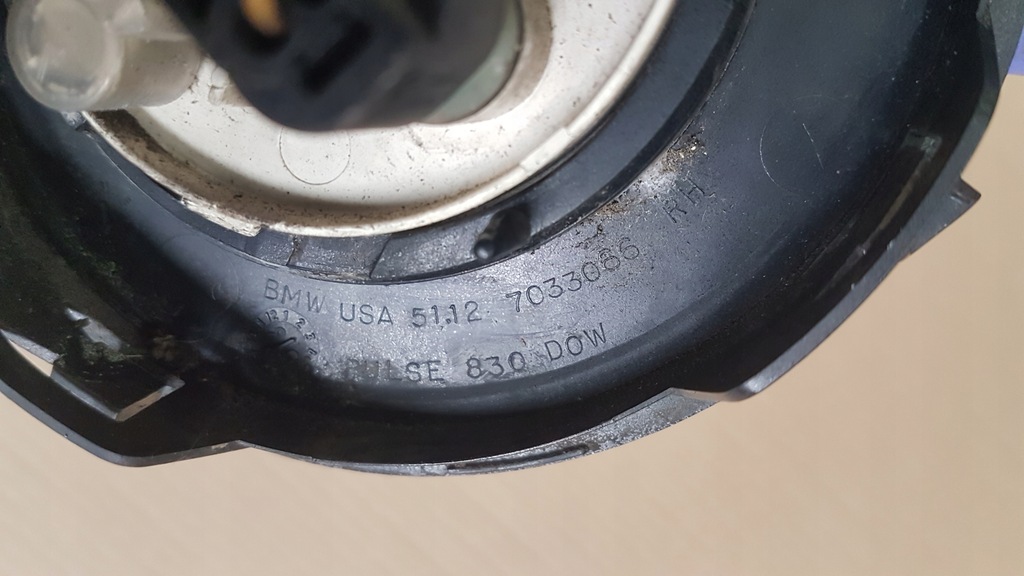 BMW USA 51.12 7033086 RH
PULSE 830 DOW